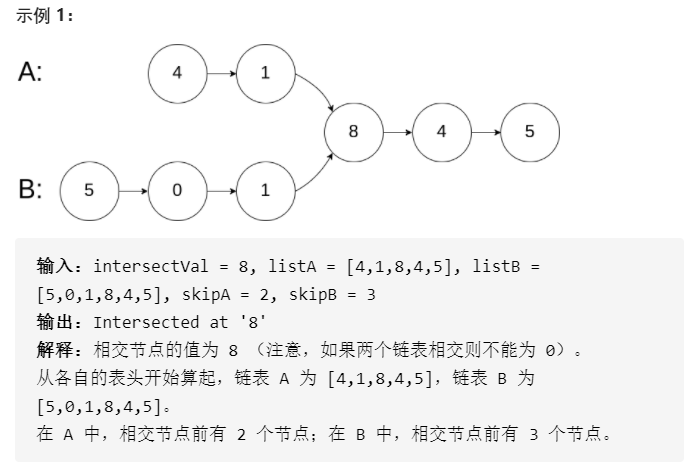 示例 1：
A: 4 1
8 4 5
B: 5 0 1
输入：intersectVal = 8, listA = [4,1,8,4,5], listB =
[5,0,1,8,4,5], skipA = 2, skipB = 3
输出：Intersected at '8'
解释：相交节点的值为 8 （注意，如果两个链表相交则不能为 0）。
从各自的表头开始算起，链表 A 为 [4,1,8,4,5]，链表 B 为
[5,0,1,8,4,5]。
在 A 中，相交节点前有 2 个节点；在 B 中，相交节点前有 3 个节点。